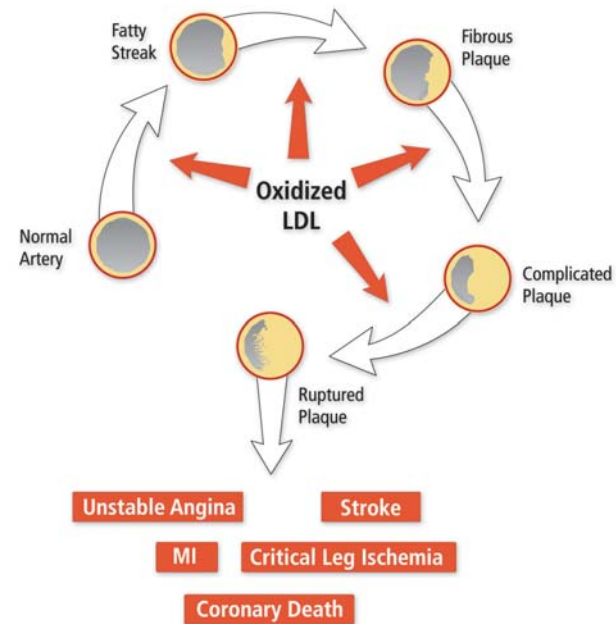 Fatty
Streak
Fibrous
Plaque
Oxidized
LDL
Normal
Artery
Complicated
Plaque
Ruptured
Plaque
Unstable Angina
Stroke
MI
Critical Leg Ischemia
Coronary Death